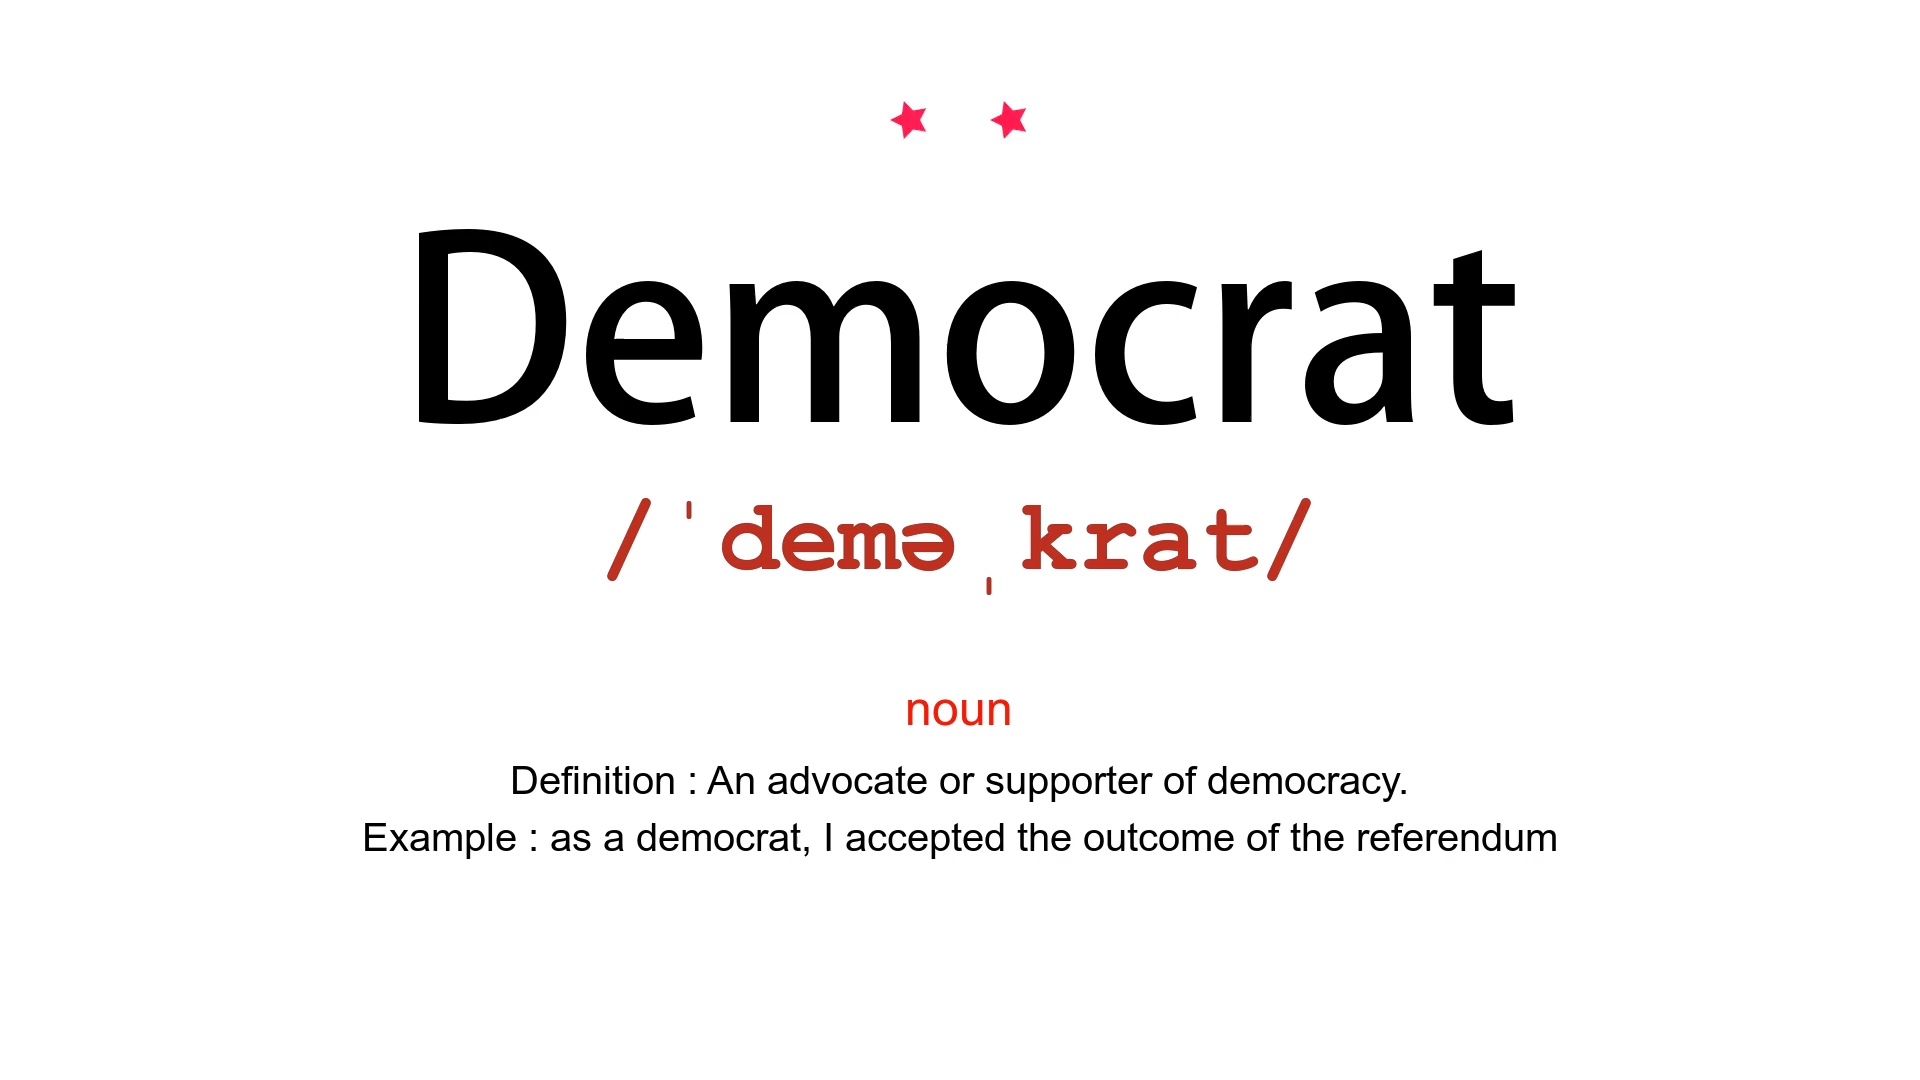 Democrat
/ˈdeməˌkrat/
noun
Definition : An advocate or supporter of democracy.
Example : as a democrat, I accepted the outcome of the referendum